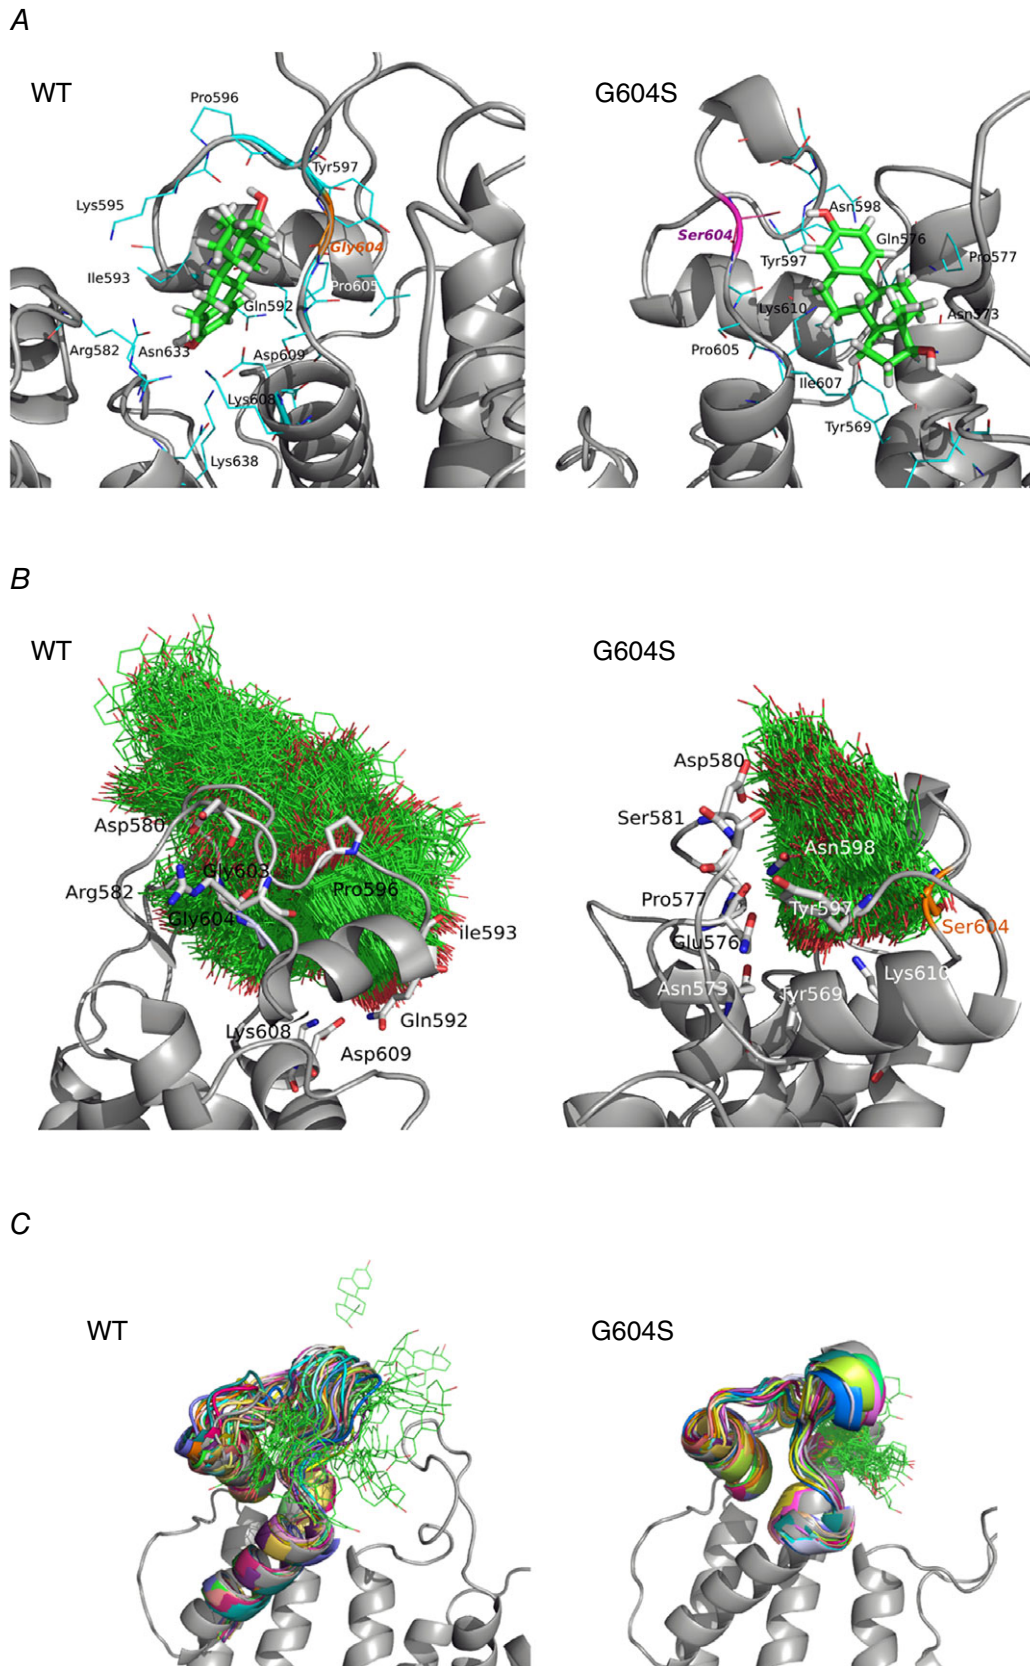 A
WT
G604S
Pro596
Tyr597
Lys595
Gly604
Ile593
Pro605
Gln592
Arg582
Asn633
Asp609
Lys608
Lys638
Asn598
Ser604
Gln576
Tyr597
Pro577
Lys610
Asn573
Pro605
Ile607
Tyr569
B
WT
G604S
Asp580
Gly603
Arg582
Pro596
Gly604
ile593
Lys608
Gln592
Asp609
Asp580
Ser581
Asn598
Pro577
Tyr597
Ser604
Glu576
Lys610
Asn573
Tyr569
C
WT
G604S